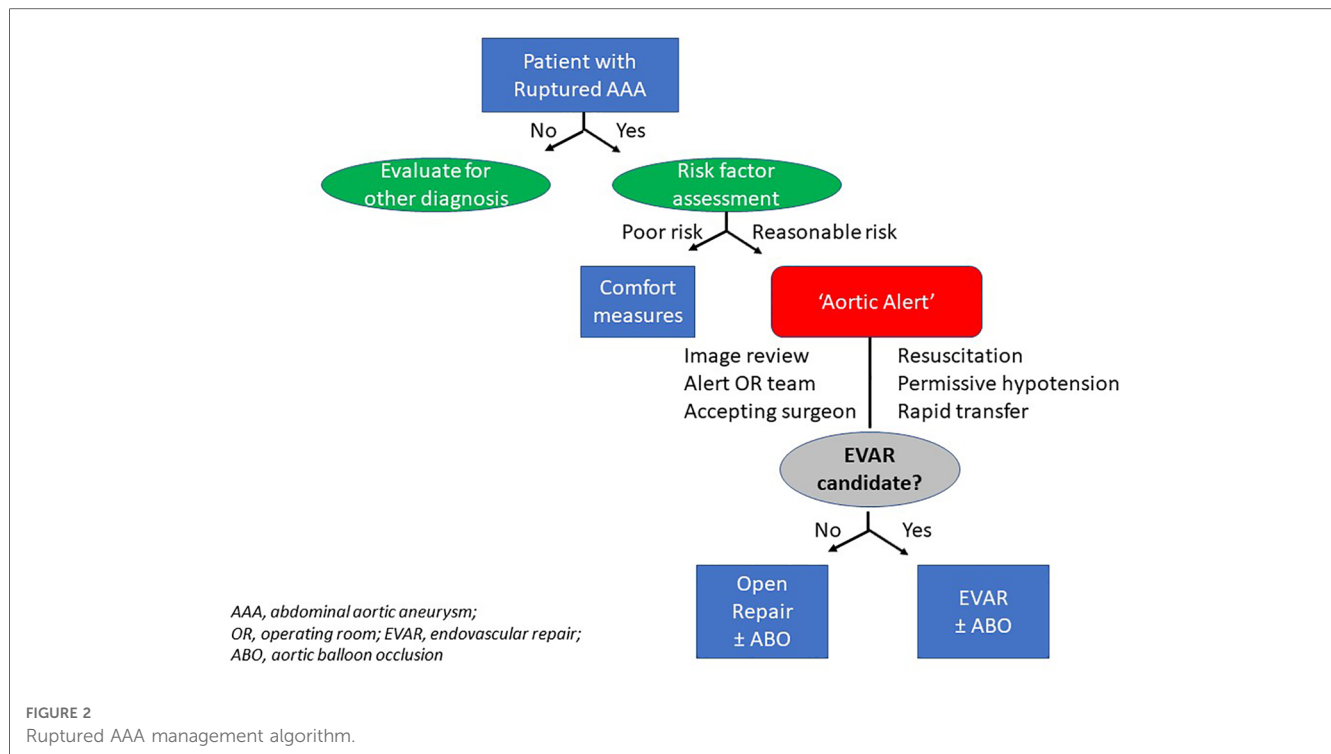 Patient with
Ruptured AAA
No
Yes
Evaluate for
other diagnosis
Risk factor
assessment
Poor risk
Reasonable risk
Comfort
measures
‘Aortic Alert’
Image review
Alert OR team
Accepting surgeon
Resuscitation
Permissive hypotension
Rapid transfer
EVAR
candidate?
No
Yes
Open
Repair
± ABO
EVAR
± ABO
AAA, abdominal aortic aneurysm;
OR, operating room; EVAR, endovascular repair;
ABO, aortic balloon occlusion
FIGURE 2
Ruptured AAA management algorithm.